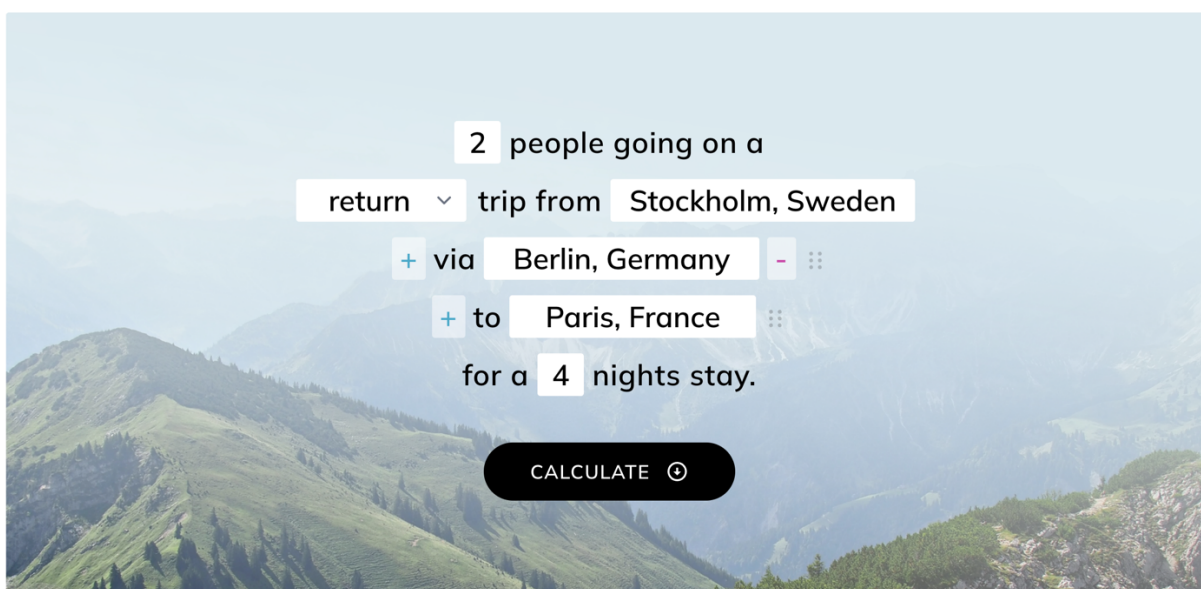 2 people going on a
return trip from Stockholm, Sweden
+ via Berlin, Germany -
+ to Paris, France
for a 4 nights stay.
CALCULATE